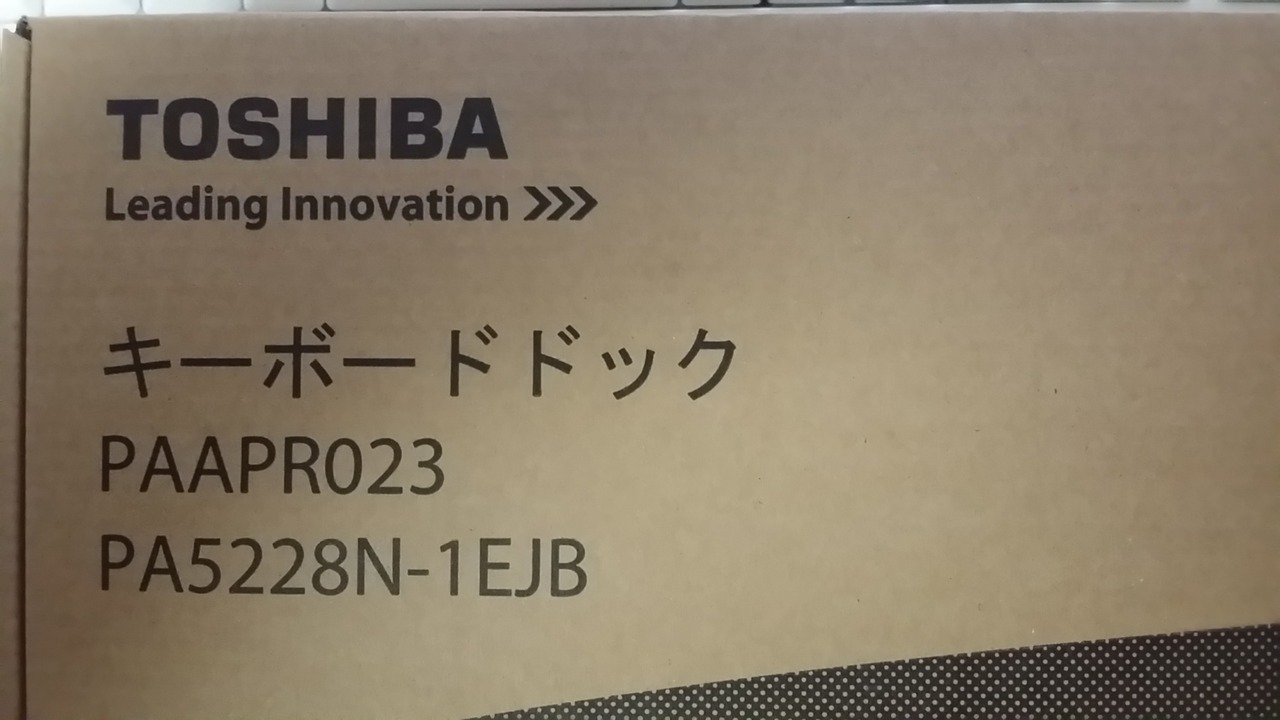 TOSHIBA
Leading Innovation >>>
キーボードドック
PAAPR023
PA5228N-1EJB